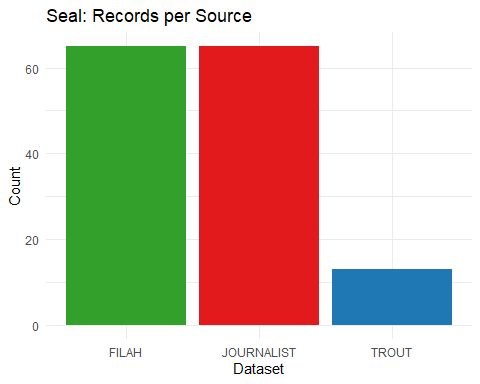 Seal: Records per Source
Count
60
40
20
0
FILAH JOURNALIST TROUT
Dataset